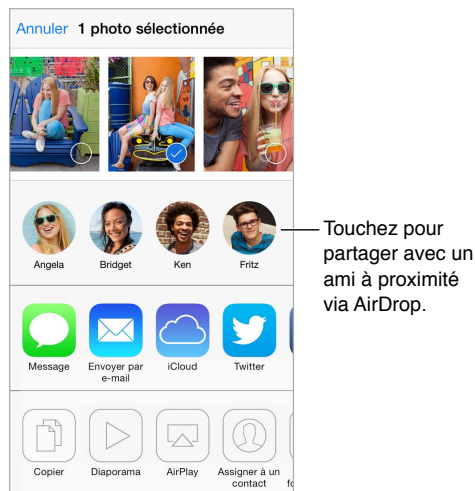 Annuler 1 photo sélectionnée
Angela Bridget Ken Fritz
Touchez pour
partager avec un
ami à proximité
via AirDrop.
Message Envoyer par iCloud Twitter
e-mail
Copier Diaporama AirPlay Assigner à un
contact